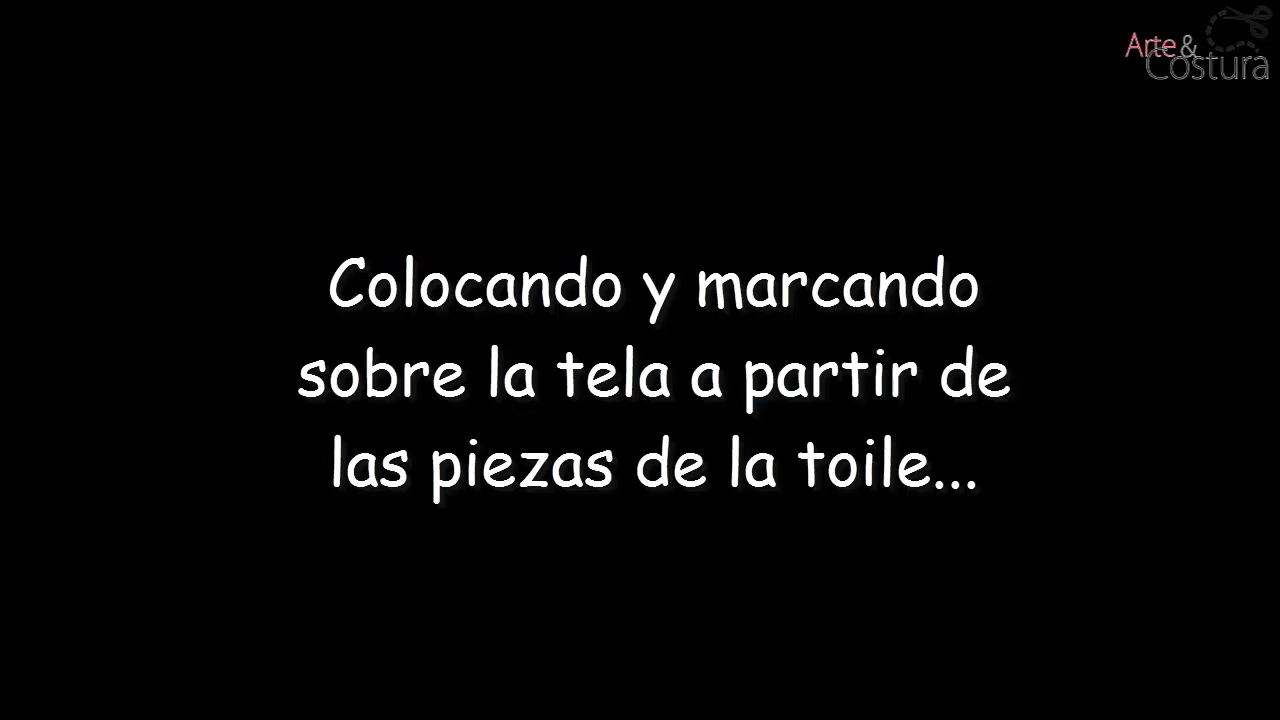 Arte &
Costura
Colocando y marcando
sobre la tela a partir de
las piezas de la toile...